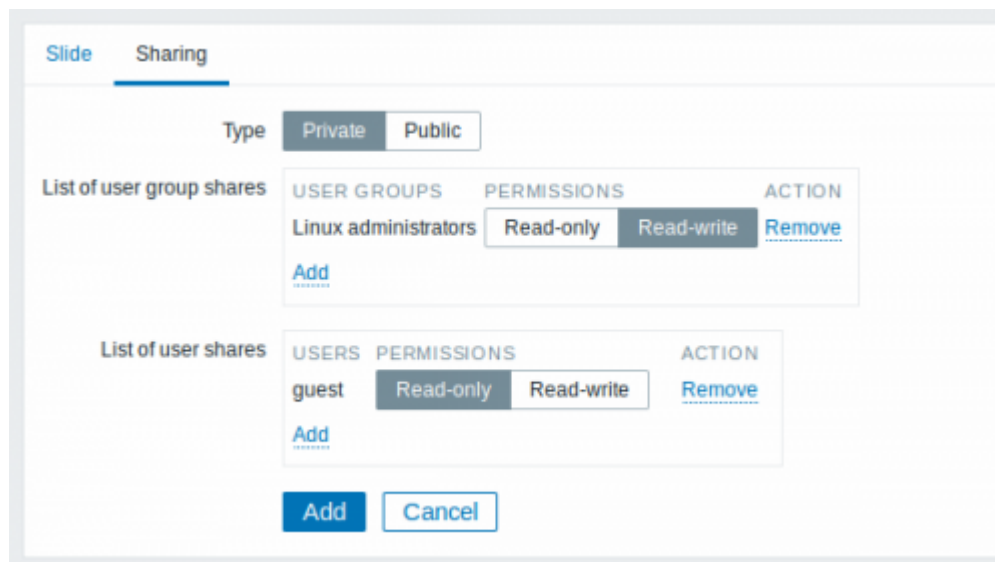 Slide Sharing
Type Private Public
List of user group shares USER GROUPS PERMISSIONS ACTION
Linux administrators Read-only Read-write Remove
Add
List of user shares USERS PERMISSIONS ACTION
guest Read-only Read-write Remove
Add
Add Cancel